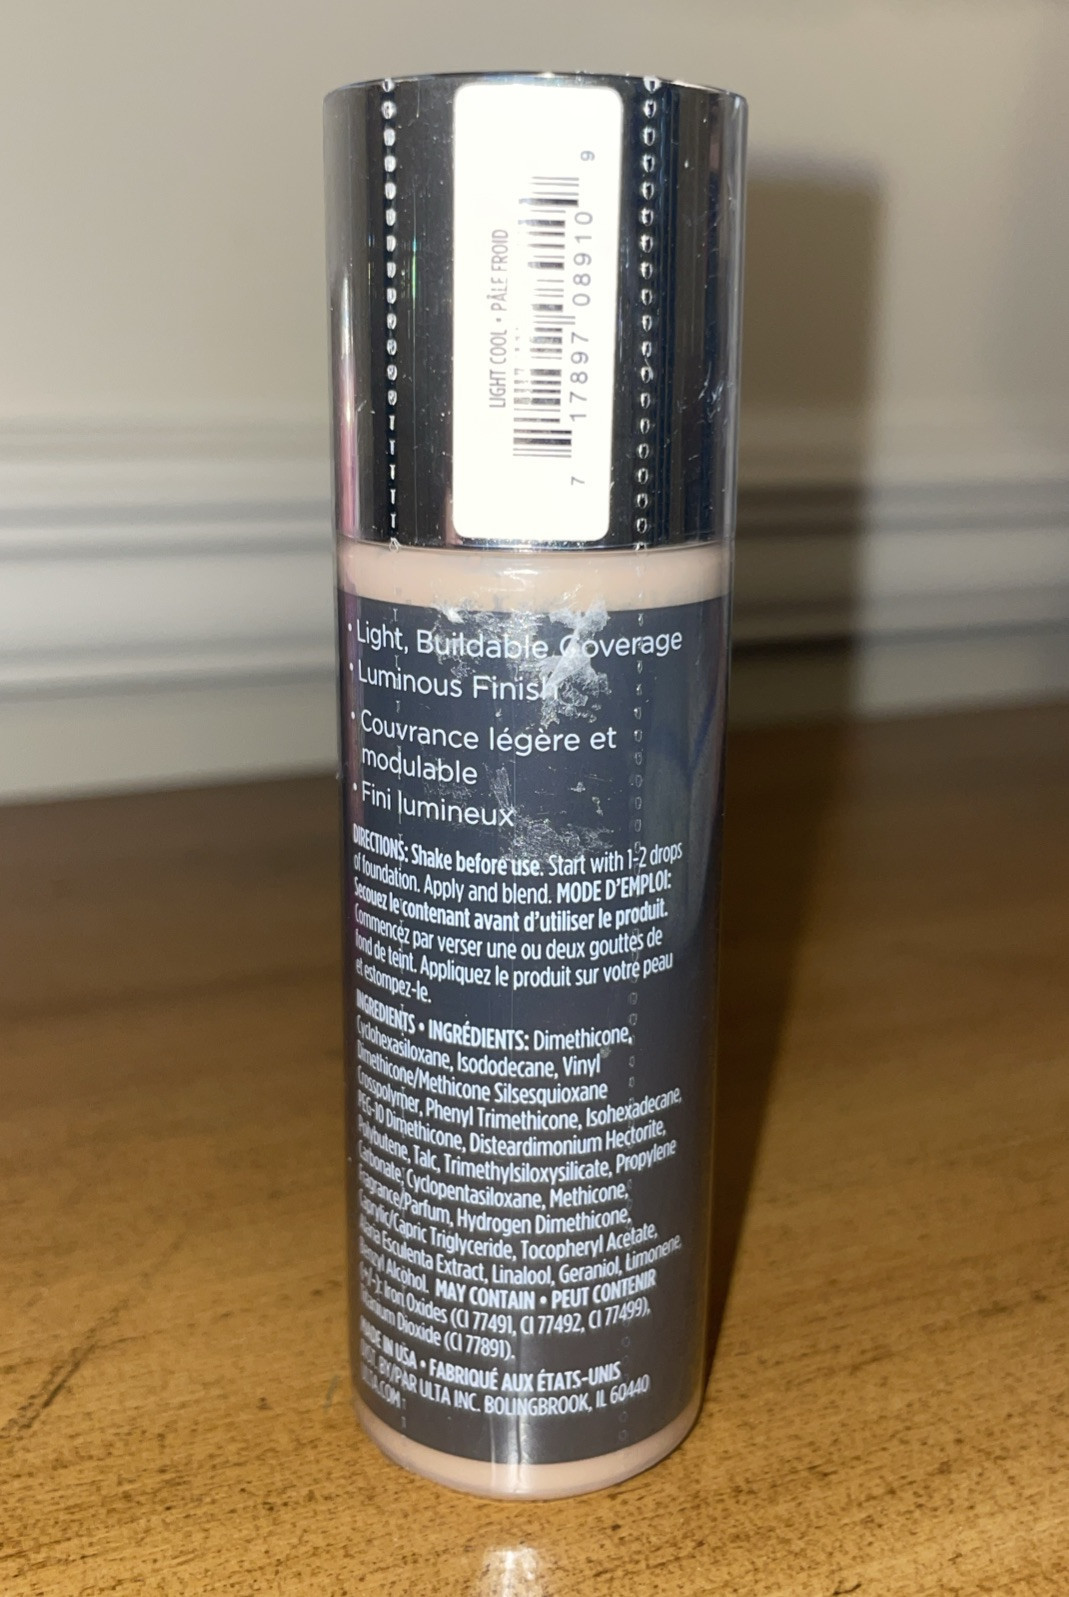 LIGHT COOL • PÂLE FROID
7 17897 08910 9
• Light, Buildable Coverage
• Luminous Finish
• Couvrance légère et
modulable
• Fini lumineux
DIRECTIONS: Shake before use. Start with 1-2 drops
of foundation. Apply and blend. MODE D'EMPLOI:
Secouez le contenant avant d'utiliser le produit.
Commencez par verser une ou deux gouttes de
fond de teint. Appliquez le produit sur votre peau
et estompez-le.
INGREDIENTS • INGRÉDIENTS: Dimethicone,
Cyclohexasiloxane, Isododecane, Vinyl
Dimethicone/Methicone Silsesquioxane
Crosspolymer, Phenyl Trimethicone, Isohexadecane,
PEG-10 Dimethicone, Disteardimonium Hectorite,
Polybutene, Talc, Trimethylsiloxysilicate, Propylene
Carbonate, Cyclopentasiloxane, Methicone,
Fragrance/Parfum, Hydrogen Dimethicone,
Caprylic/Capric Triglyceride, Tocopheryl Acetate,
Alaria Esculenta Extract, Linalool, Geraniol, Limonene,
Benzyl Alcohol. MAY CONTAIN • PEUT CONTENIR
(+/-): Iron Oxides (CI 77491, CI 77492, CI 77499),
Titanium Dioxide (CI 77891).
MADE IN USA • FABRIQUÉ AUX ÉTATS-UNIS
DIST. BY/PAR ULTA INC. BOLINGBROOK, IL 60440
ULTA.COM